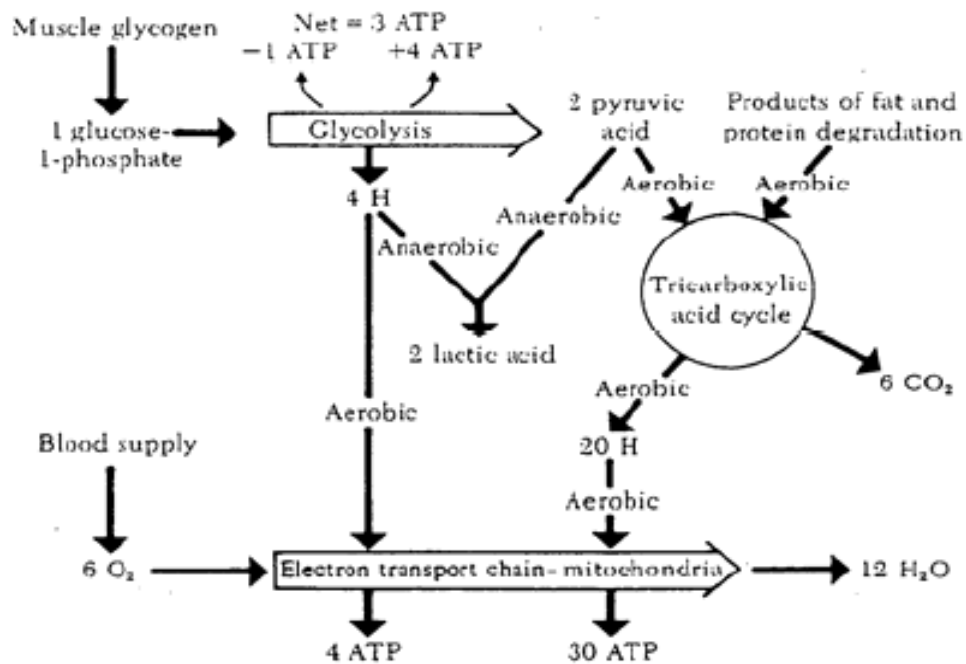 Muscle glycogen
Net = 3 ATP
−1 ATP +4 ATP
1 glucose-
1-phosphate
Glycolysis
2 pyruvic
acid
Products of fat and
protein degradation
4 H
Aerobic
Aerobic
Anaerobic
Anaerobic
Tricarboxylic
acid cycle
2 lactic acid
6 CO₂
Aerobic
Aerobic
20 H
Blood supply
Aerobic
6 O₂
Electron transport chain- mitochondria
12 H₂O
4 ATP
30 ATP